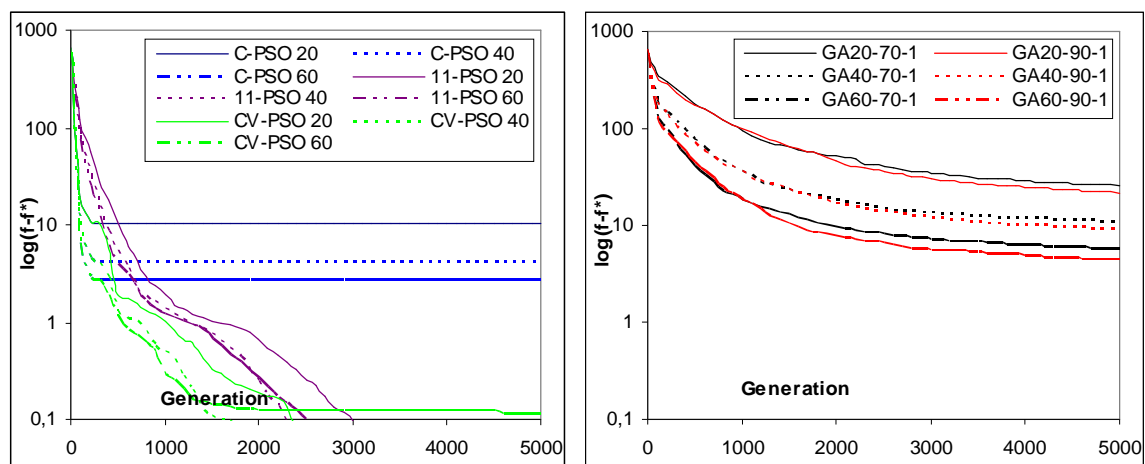 1000
100
10
1
0,1
log(f-f*)
C-PSO 20
C-PSO 40
C-PSO 60
11-PSO 20
11-PSO 40
11-PSO 60
CV-PSO 20
CV-PSO 40
CV-PSO 60
Generation
0 1000 2000 3000 4000 5000
1000
100
10
1
0,1
log(f-f*)
GA20-70-1
GA20-90-1
GA40-70-1
GA40-90-1
GA60-70-1
GA60-90-1
Generation
0 1000 2000 3000 4000 5000